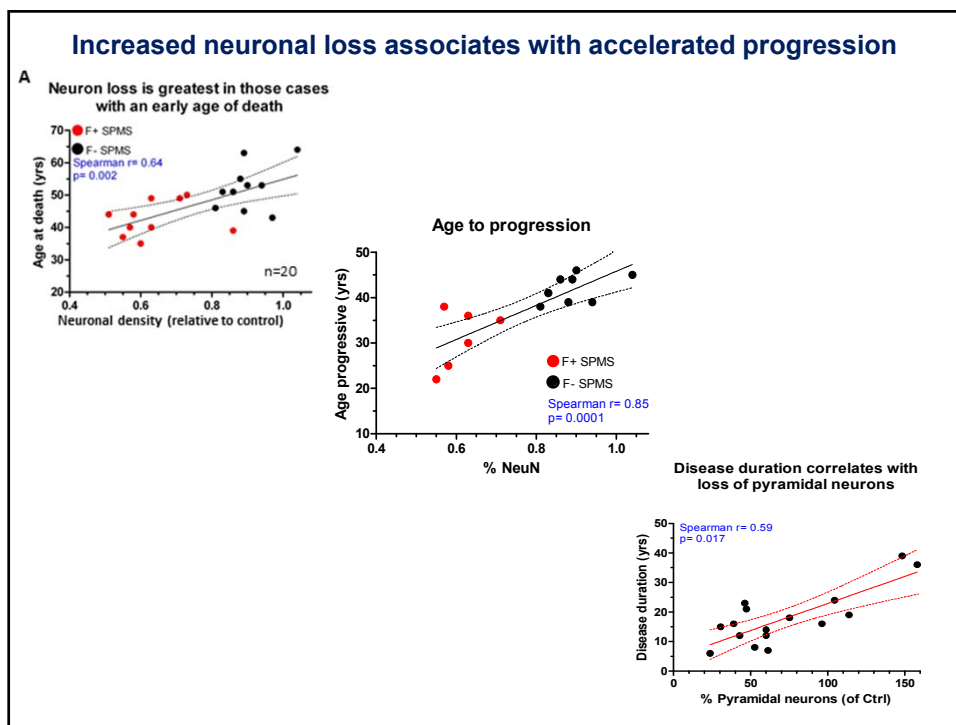 Increased neuronal loss associates with accelerated progression
A
Neuron loss is greatest in those cases
with an early age of death
70
60
50
40
30
20
Age at death (yrs)
F+ SPMS
F- SPMS
Spearman r= 0.64
p= 0.002
n=20
0.4
0.6
0.8
1.0
Neuronal density (relative to control)
Age to progression
50
40
30
20
10
Age progressive (yrs)
F+ SPMS
F- SPMS
Spearman r= 0.85
p= 0.0001
0.4
0.6
0.8
1.0
% NeuN
Disease duration correlates with
loss of pyramidal neurons
50
40
30
20
10
0
Disease duration (yrs)
Spearman r= 0.59
p= 0.017
0
50
100
150
% Pyramidal neurons (of Ctrl)